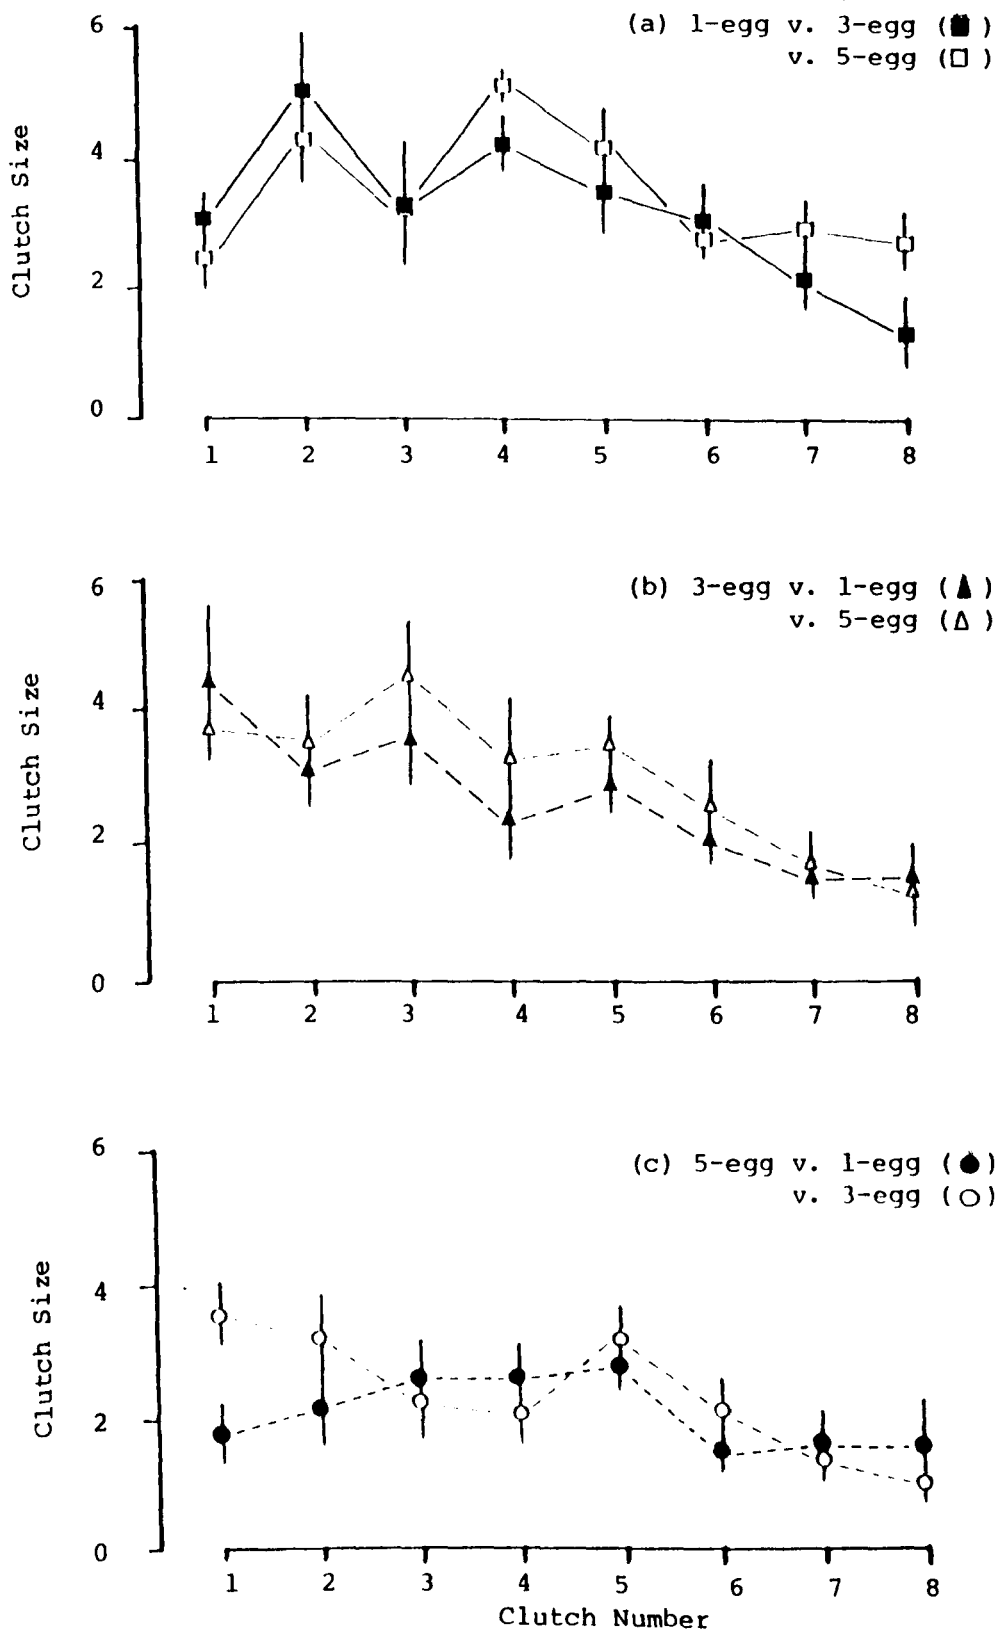 (a) 1-egg v. 3-egg (■)
v. 5-egg (□)
Clutch Size
6
4
2
0
1 2 3 4 5 6 7 8
(b) 3-egg v. 1-egg (▲)
v. 5-egg (△)
Clutch Size
6
4
2
0
1 2 3 4 5 6 7 8
(c) 5-egg v. 1-egg (●)
v. 3-egg (○)
Clutch Size
6
4
2
0
1 2 3 4 5 6 7 8
Clutch Number